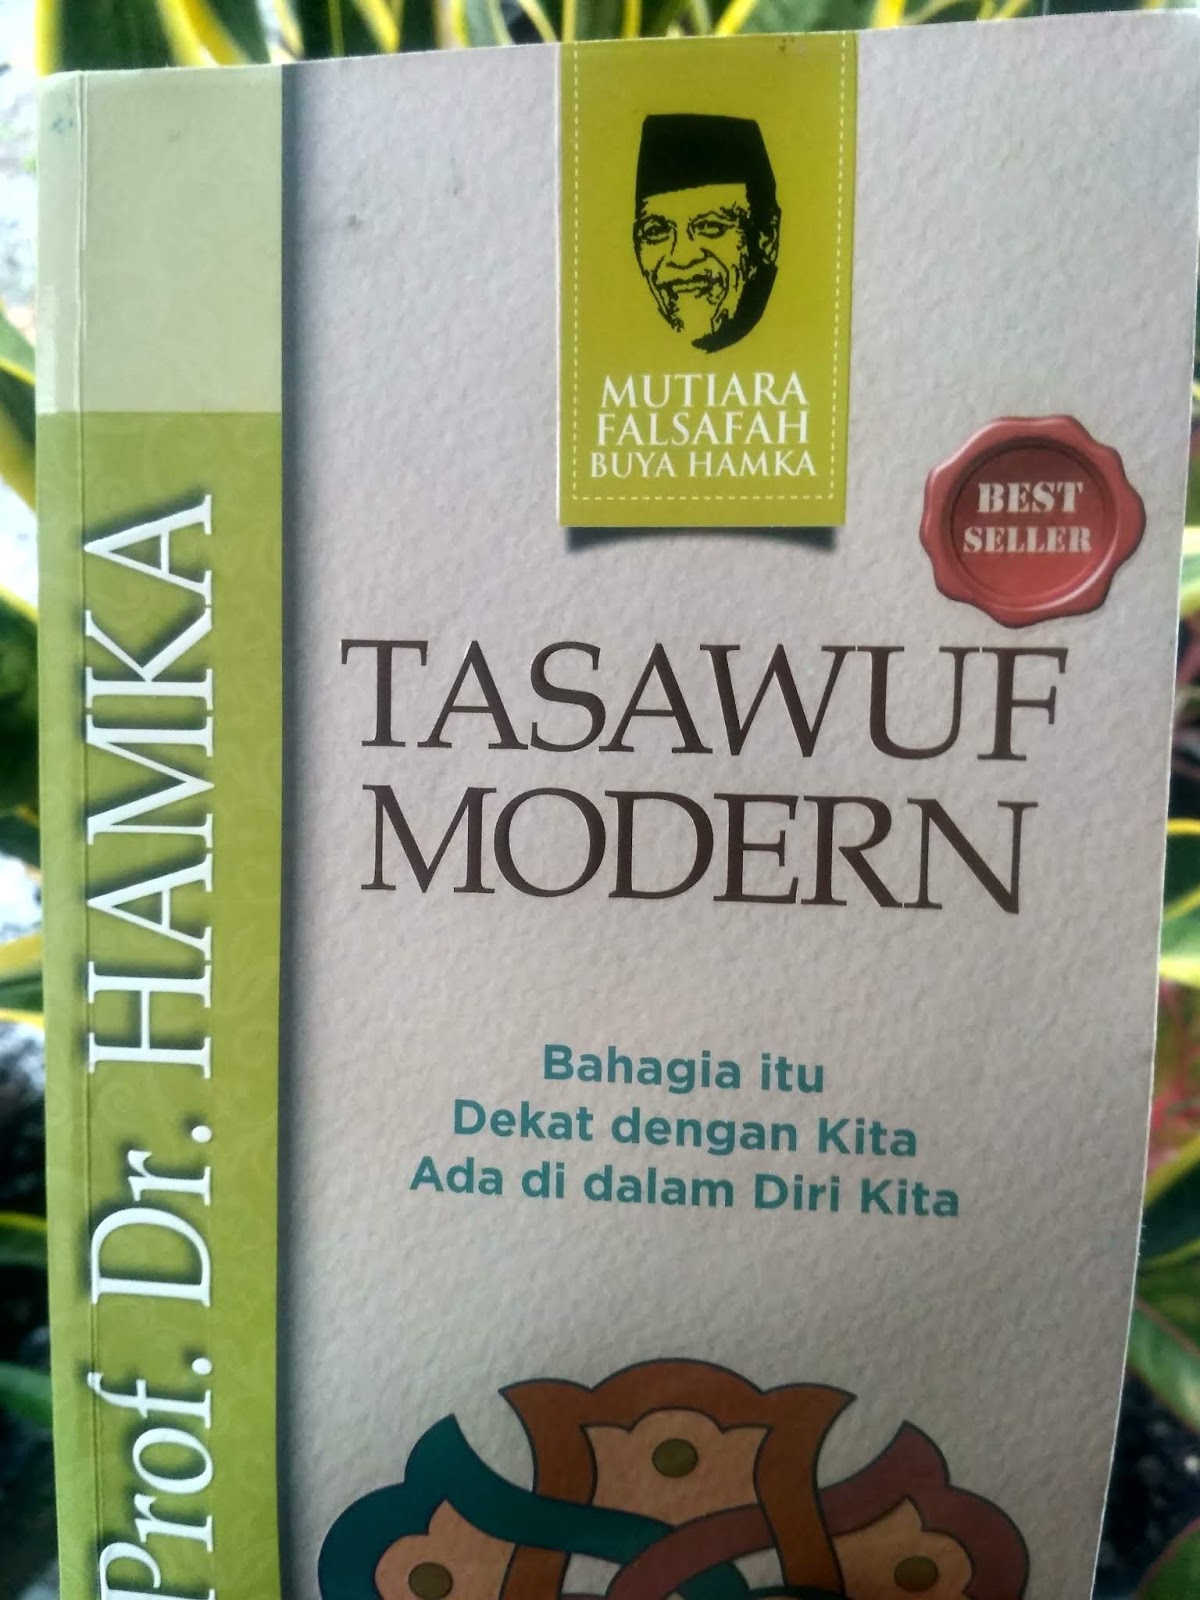 MUTIARA
FALSAFAH
BUYA HAMKA
BEST
SELLER
TASAWUF
MODERN
Bahagia itu
Dekat dengan Kita
Ada di dalam Diri Kita
Prof. Dr. HAMKA